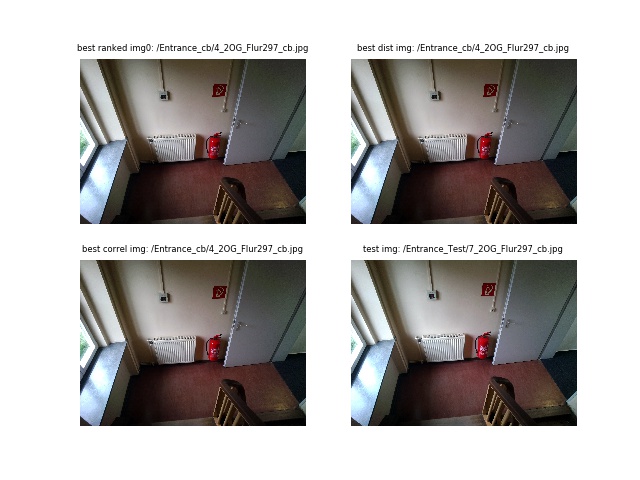 best ranked img0: /Entrance_cb/4_2OG_Flur297_cb.jpg
best dist img: /Entrance_cb/4_2OG_Flur297_cb.jpg
best correl img: /Entrance_cb/4_2OG_Flur297_cb.jpg
test img: /Entrance_Test/7_2OG_Flur297_cb.jpg